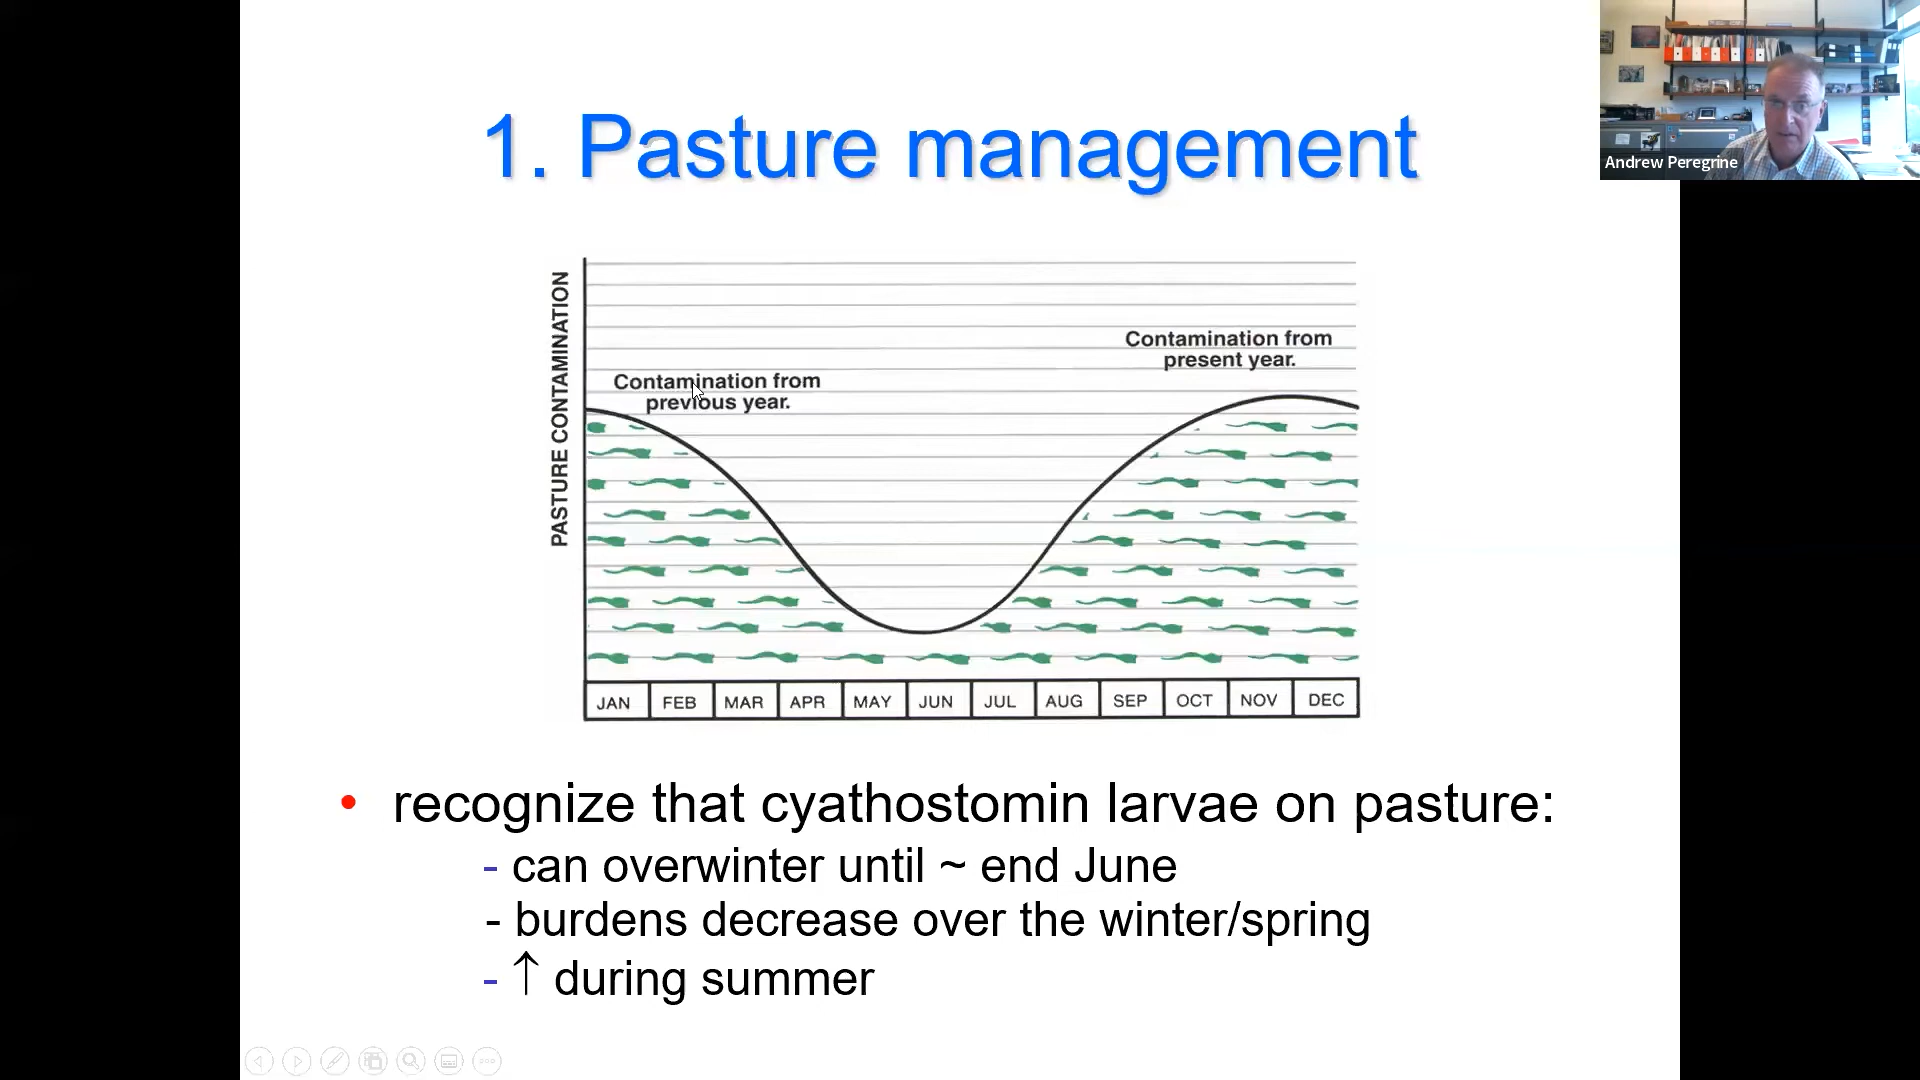 1. Pasture management
Andrew Peregrine
PASTURE CONTAMINATION
Contamination from
previous year.
Contamination from
present year.
JAN FEB MAR APR MAY JUN JUL AUG SEP OCT NOV DEC
• recognize that cyathostomin larvae on pasture:
- can overwinter until ~ end June
- burdens decrease over the winter/spring
- ↑ during summer